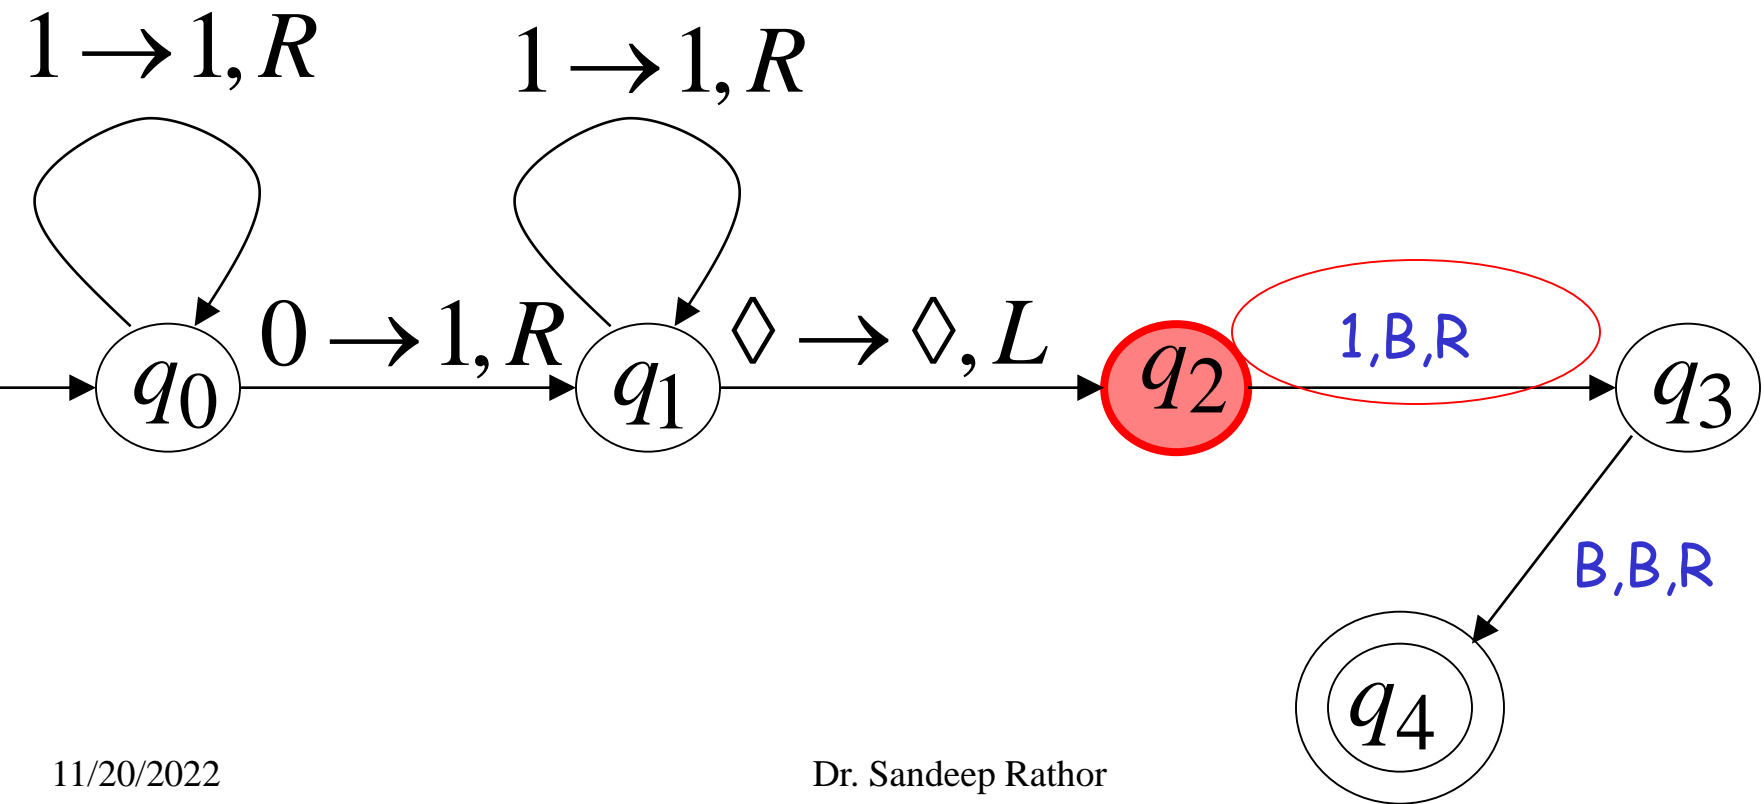 1 → 1, R
1 → 1, R
0 → 1, R
◊ → ◊, L
1,B,R
q0
q1
q2
q3
B,B,R
q4
11/20/2022
Dr. Sandeep Rathor